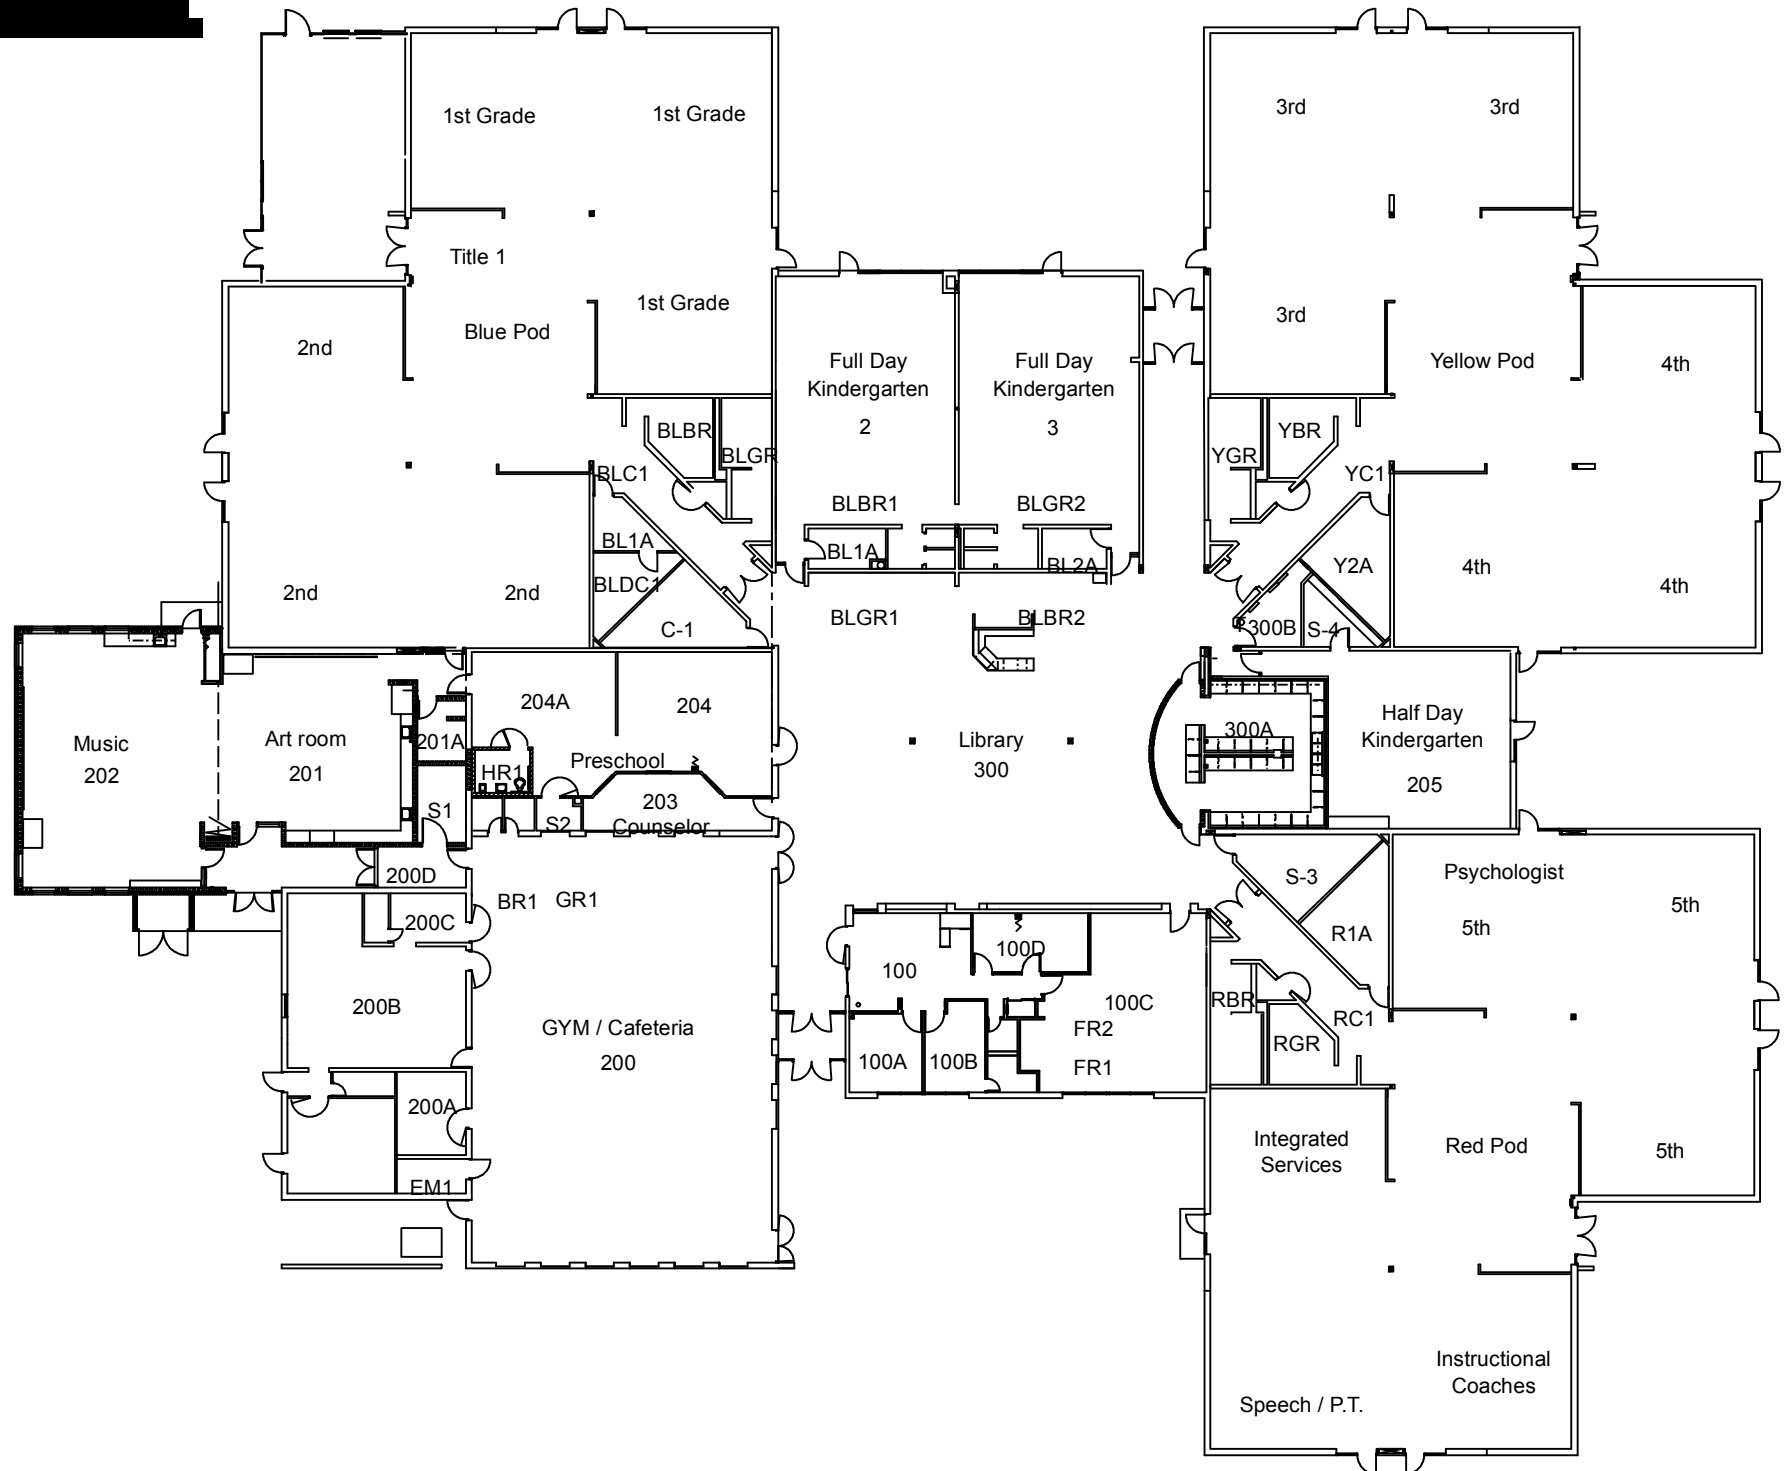 1st Grade
1st Grade
3rd
3rd
Title 1
1st Grade
3rd
Blue Pod
2nd
Full Day
Kindergarten
2
Full Day
Kindergarten
3
Yellow Pod
4th
BLBR
BLGR
YGR
YBR
BLC1
YC1
BLBR1
BLGR2
BL1A
BL1A
BL2A
Y2A
4th
4th
2nd
2nd
BLDC1
C-1
BLGR1
BLBR2
300B
S-4
204A
204
Music
202
Art room
201
201A
HR1
Preschool
Library
300
300A
Half Day
Kindergarten
205
S1
S2
203
Counselor
200D
Psychologist
S-3
5th
BR1
GR1
200C
5th
R1A
100
100D
200B
100C
RBR
RC1
GYM / Cafeteria
200
FR2
RGR
100A
100B
FR1
200A
Integrated
Services
Red Pod
5th
EM1
Instructional
Coaches
Speech / P.T.